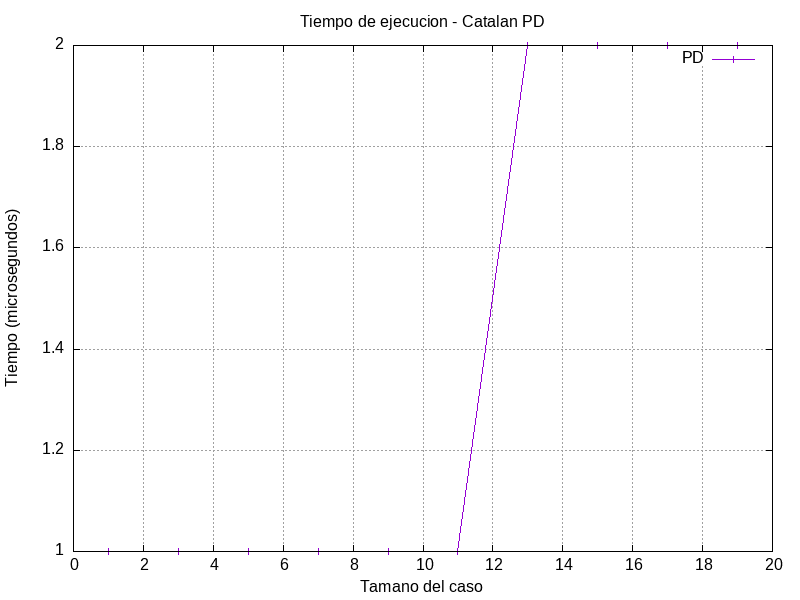 Tiempo de ejecucion - Catalan PD
PD
Tiempo (microsegundos)
2
1.8
1.6
1.4
1.2
1
0 2 4 6 8 10 12 14 16 18 20
Tamano del caso